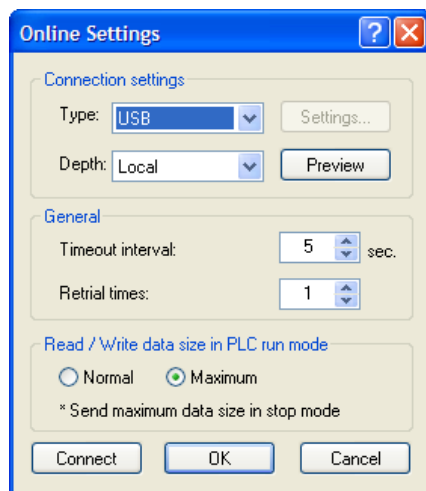 Online Settings
Connection settings
Type: USB Settings...
Depth: Local Preview
General
Timeout interval: 5 sec.
Retrial times: 1
Read / Write data size in PLC run mode
Normal Maximum
* Send maximum data size in stop mode
Connect OK Cancel